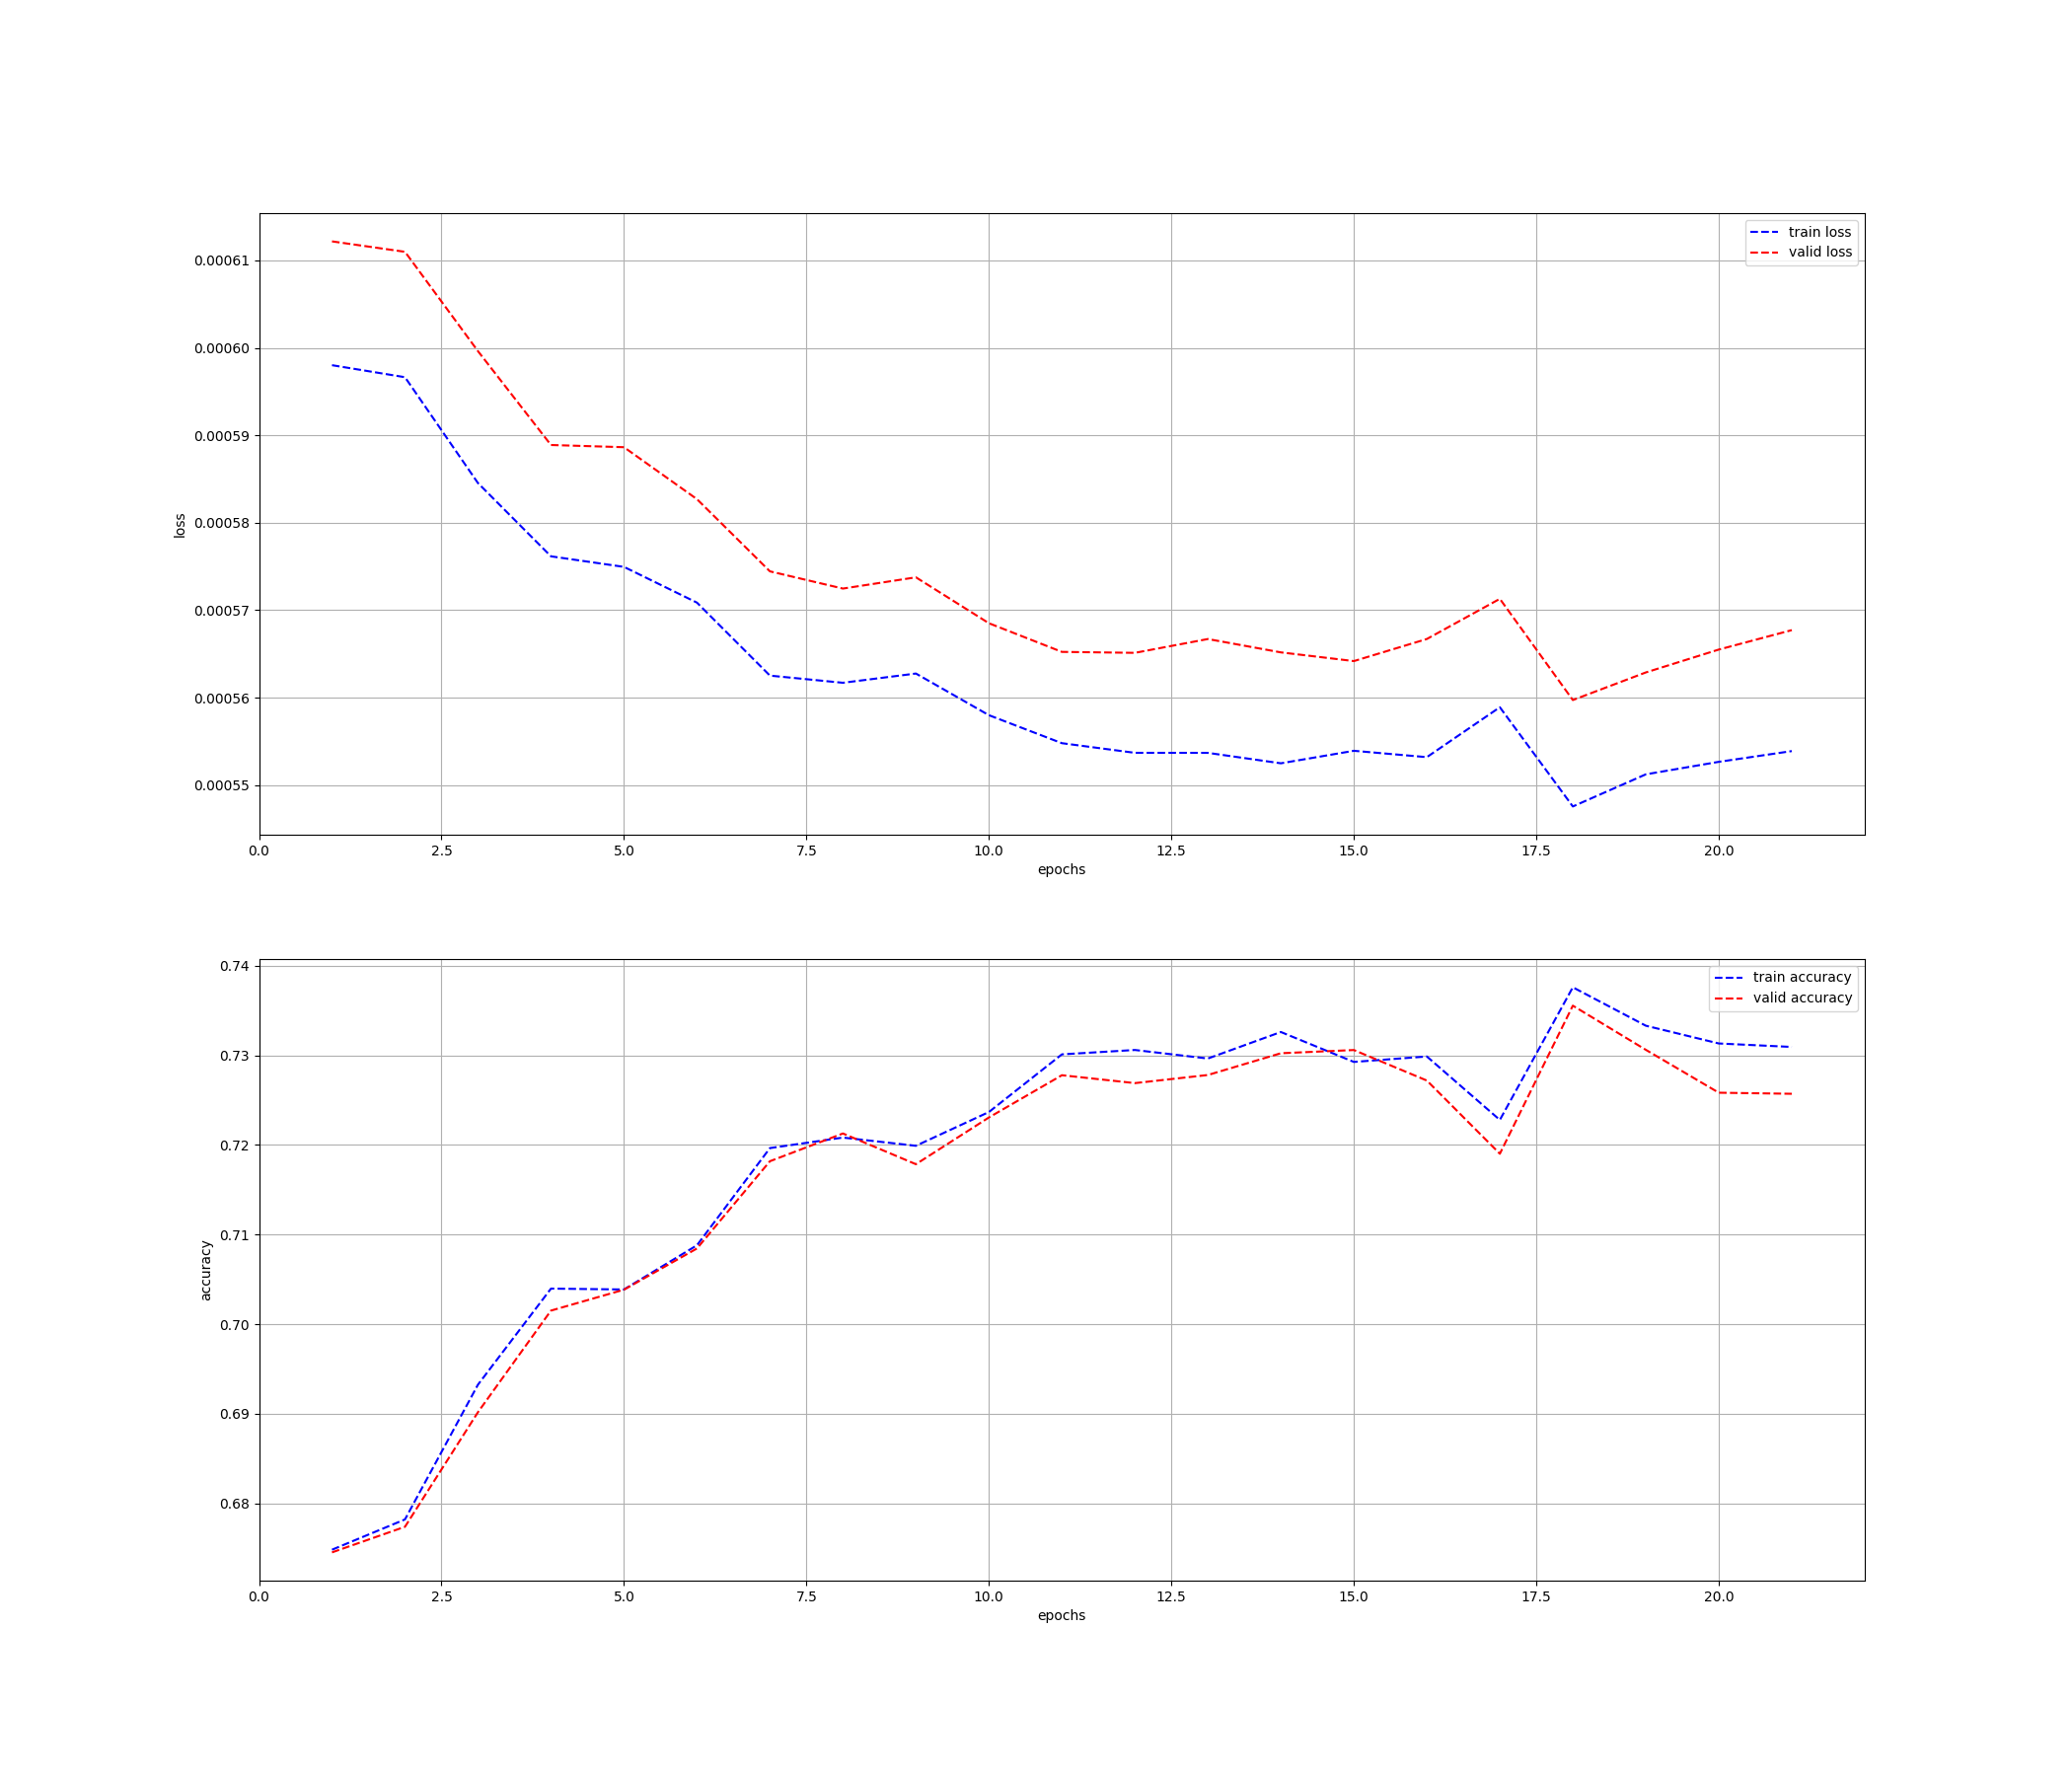 train loss
valid loss
0.00061
0.00060
0.00059
0.00058
0.00057
0.00056
0.00055
loss
0.0 2.5 5.0 7.5 10.0 12.5 15.0 17.5 20.0
epochs
train accuracy
valid accuracy
0.74
0.73
0.72
0.71
0.70
0.69
0.68
accuracy
0.0 2.5 5.0 7.5 10.0 12.5 15.0 17.5 20.0
epochs